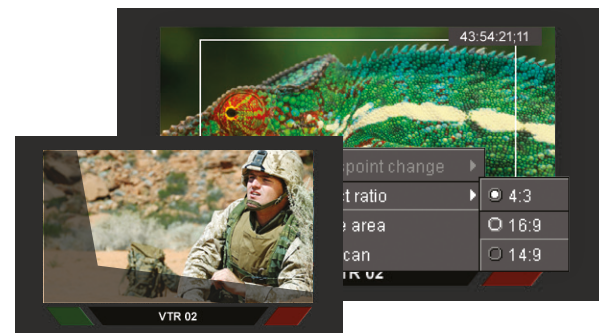 43:54:21;11
point change
t ratio
4:3
e area
16:9
can
14:9
TR 02
VTR 02